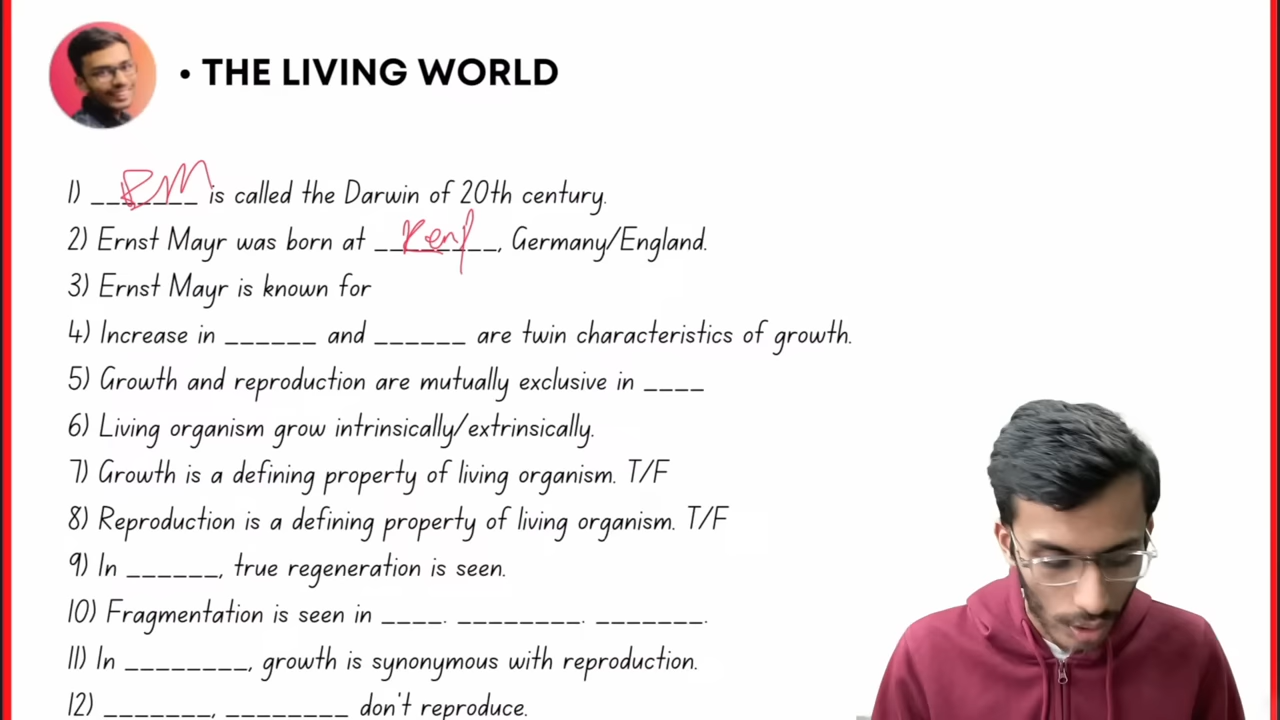 • THE LIVING WORLD
1) _______ is called the Darwin of 20th century.
2) Ernst Mayr was born at ________, Germany/England.
3) Ernst Mayr is known for
4) Increase in ______ and ______ are twin characteristics of growth.
5) Growth and reproduction are mutually exclusive in ____
6) Living organism grow intrinsically/extrinsically.
7) Growth is a defining property of living organism. T/F
8) Reproduction is a defining property of living organism. T/F
9) In ______, true regeneration is seen.
10) Fragmentation is seen in ____. ________. _______.
11) In ________, growth is synonymous with reproduction.
12) _______, ________ don't reproduce.